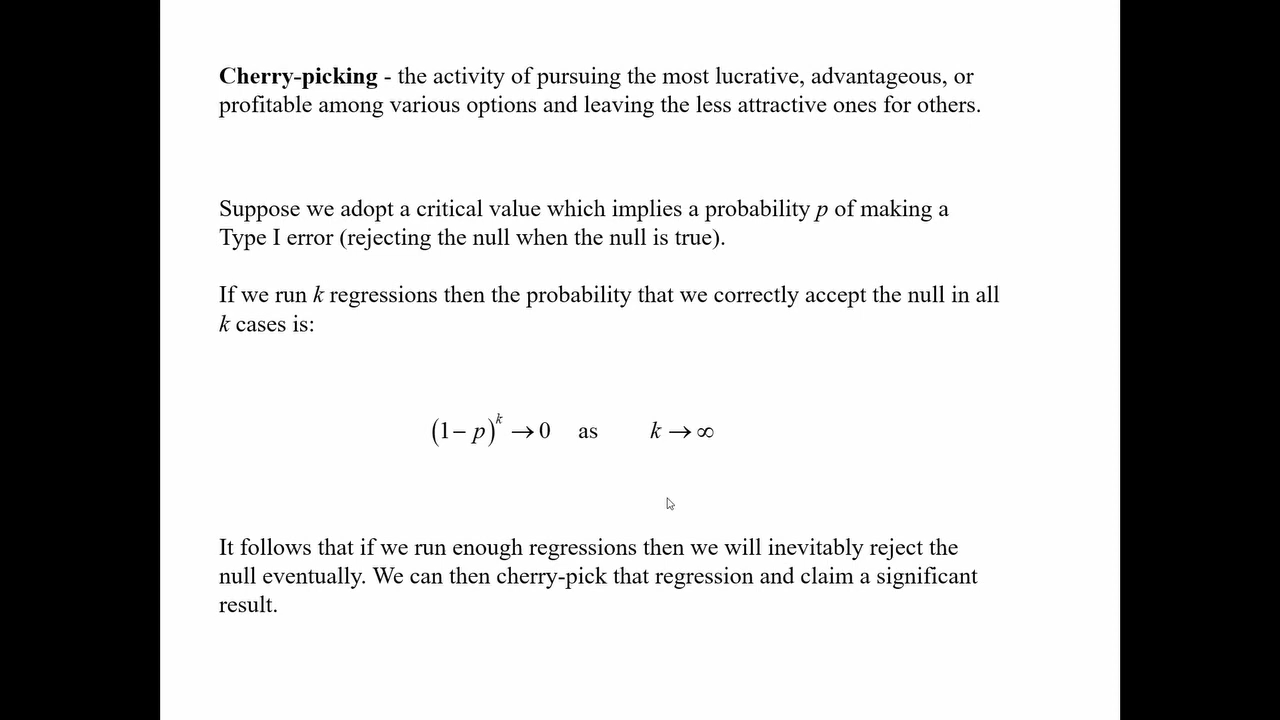 Cherry-picking - the activity of pursuing the most lucrative, advantageous, or
profitable among various options and leaving the less attractive ones for others.
Suppose we adopt a critical value which implies a probability p of making a
Type I error (rejecting the null when the null is true).
If we run k regressions then the probability that we correctly accept the null in all
k cases is:
(1− p)^k → 0 as k → ∞
It follows that if we run enough regressions then we will inevitably reject the
null eventually. We can then cherry-pick that regression and claim a significant
result.